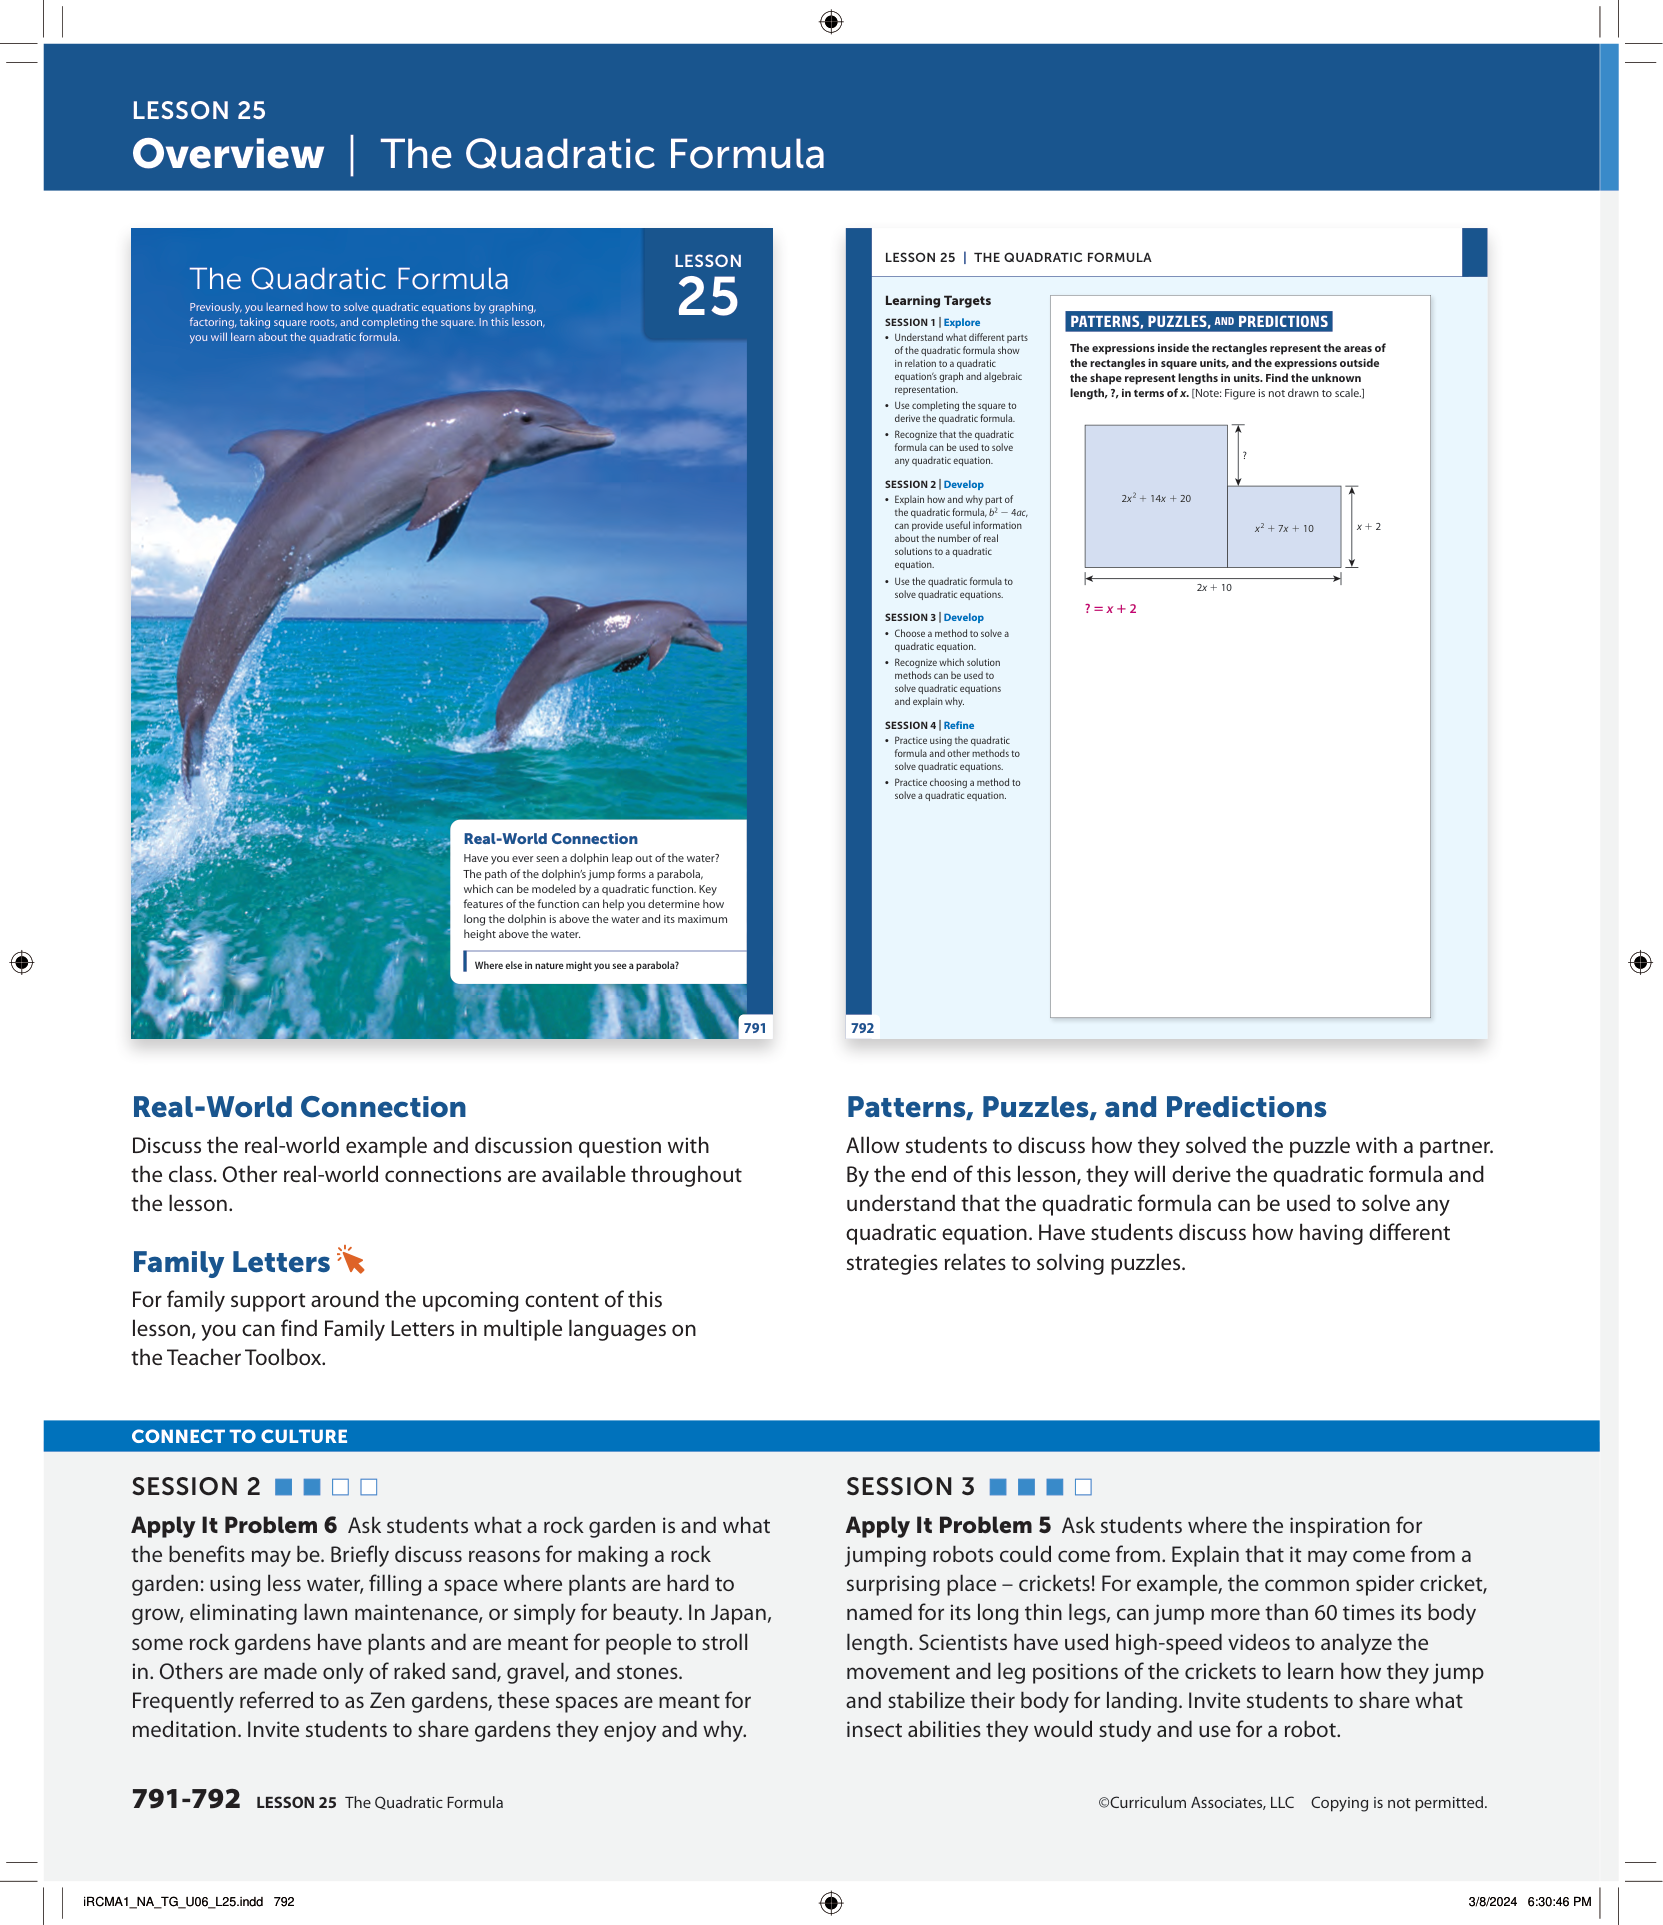 LESSON 25
Overview | The Quadratic Formula
The Quadratic Formula
Previously, you learned how to solve quadratic equations by graphing,
factoring, taking square roots, and completing the square. In this lesson,
you will learn about the quadratic formula.
LESSON
25
Real-World Connection
Have you ever seen a dolphin leap out of the water?
The path of the dolphin's jump forms a parabola,
which can be modeled by a quadratic function. Key
features of the function can help you determine how
long the dolphin is above the water and its maximum
height above the water.
Where else in nature might you see a parabola?
791
LESSON 25 | THE QUADRATIC FORMULA
Learning Targets
SESSION 1 | Explore
• Understand what different parts
of the quadratic formula show
in relation to a quadratic
equation's graph and algebraic
representation.
• Use completing the square to
derive the quadratic formula.
• Recognize that the quadratic
formula can be used to solve
any quadratic equation.
SESSION 2 | Develop
• Explain how and why part of
the quadratic formula, b² − 4ac,
can provide useful information
about the number of real
solutions to a quadratic
equation.
• Use the quadratic formula to
solve quadratic equations.
SESSION 3 | Develop
• Choose a method to solve a
quadratic equation.
• Recognize which solution
methods can be used to
solve quadratic equations
and explain why.
SESSION 4 | Refine
• Practice using the quadratic
formula and other methods to
solve quadratic equations.
• Practice choosing a method to
solve a quadratic equation.
PATTERNS, PUZZLES, AND PREDICTIONS
The expressions inside the rectangles represent the areas of
the rectangles in square units, and the expressions outside
the shape represent lengths in units. Find the unknown
length, ?, in terms of x. [Note: Figure is not drawn to scale.]
?
2x² + 14x + 20
x² + 7x + 10
x + 2
2x + 10
? = x + 2
792
Real-World Connection
Discuss the real-world example and discussion question with
the class. Other real-world connections are available throughout
the lesson.
Family Letters
For family support around the upcoming content of this
lesson, you can find Family Letters in multiple languages on
the Teacher Toolbox.
Patterns, Puzzles, and Predictions
Allow students to discuss how they solved the puzzle with a partner.
By the end of this lesson, they will derive the quadratic formula and
understand that the quadratic formula can be used to solve any
quadratic equation. Have students discuss how having different
strategies relates to solving puzzles.
CONNECT TO CULTURE
SESSION 2
Apply It Problem 6 Ask students what a rock garden is and what
the benefits may be. Briefly discuss reasons for making a rock
garden: using less water, filling a space where plants are hard to
grow, eliminating lawn maintenance, or simply for beauty. In Japan,
some rock gardens have plants and are meant for people to stroll
in. Others are made only of raked sand, gravel, and stones.
Frequently referred to as Zen gardens, these spaces are meant for
meditation. Invite students to share gardens they enjoy and why.
SESSION 3
Apply It Problem 5 Ask students where the inspiration for
jumping robots could come from. Explain that it may come from a
surprising place – crickets! For example, the common spider cricket,
named for its long thin legs, can jump more than 60 times its body
length. Scientists have used high-speed videos to analyze the
movement and leg positions of the crickets to learn how they jump
and stabilize their body for landing. Invite students to share what
insect abilities they would study and use for a robot.
791-792 LESSON 25 The Quadratic Formula
©Curriculum Associates, LLC Copying is not permitted.
iRCMA1_NA_TG_U06_L25.indd 792
3/8/2024 6:30:46 PM